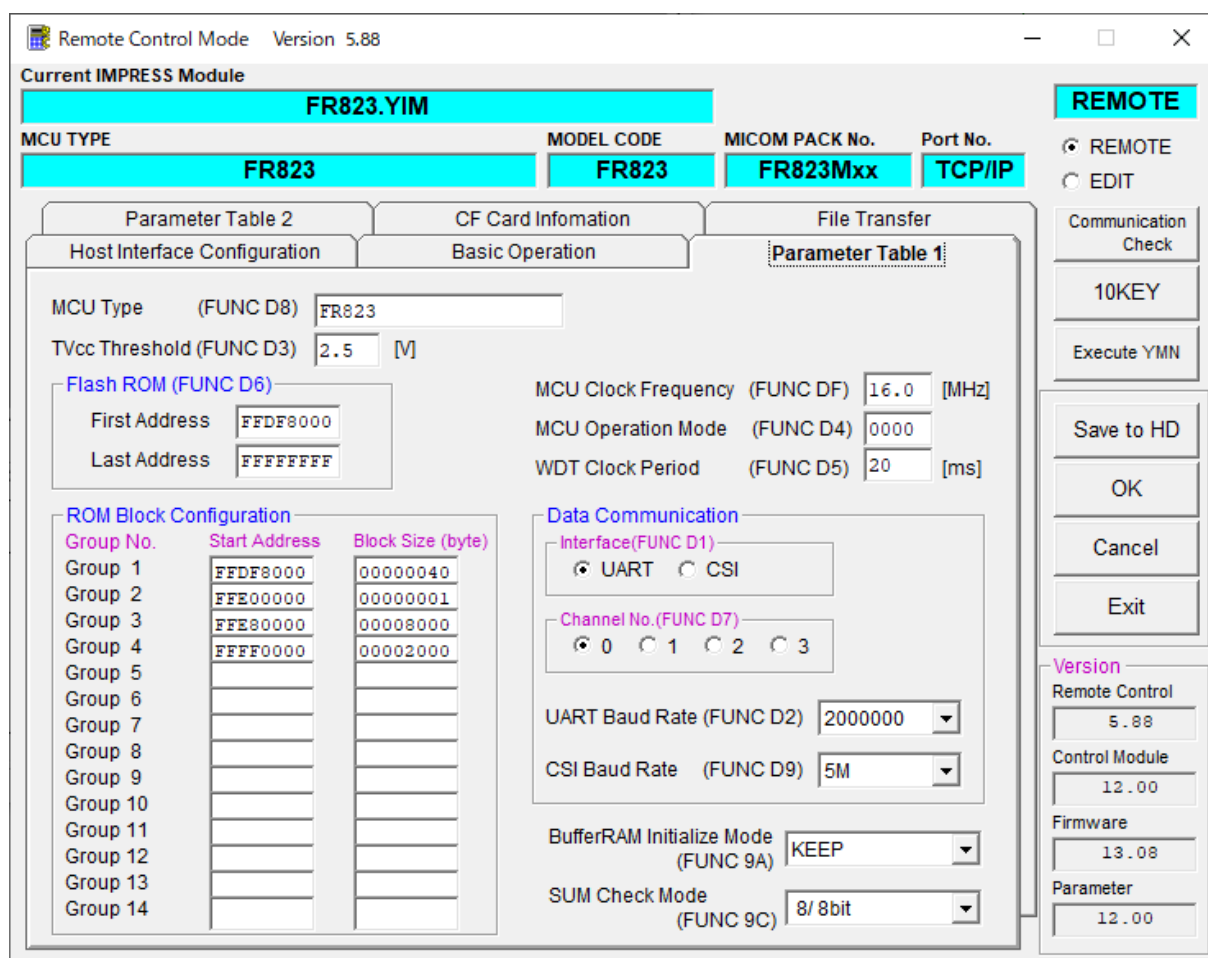 Remote Control Mode Version 5.88
Current IMPRESS Module
FR823.YIM
REMOTE
MCU TYPE MODEL CODE MICOM PACK No. Port No.
FR823 FR823 FR823Mxx TCP/IP
REMOTE
EDIT
Parameter Table 2 CF Card Infomation File Transfer
Host Interface Configuration Basic Operation Parameter Table 1
Communication Check
10KEY
Execute YMN
Save to HD
OK
Cancel
Exit
MCU Type (FUNC D8) FR823
TVcc Threshold (FUNC D3) 2.5 [V]
Flash ROM (FUNC D6)
First Address FFDF8000
Last Address FFFFFFFF
MCU Clock Frequency (FUNC DF) 16.0 [MHz]
MCU Operation Mode (FUNC D4) 0000
WDT Clock Period (FUNC D5) 20 [ms]
ROM Block Configuration
Group No. Start Address Block Size (byte)
Group 1 FFDF8000 00000040
Group 2 FFE00000 00000001
Group 3 FFE80000 00008000
Group 4 FFFF0000 00002000
Group 5
Group 6
Group 7
Group 8
Group 9
Group 10
Group 11
Group 12
Group 13
Group 14
Data Communication
Interface(FUNC D1)
UART CSI
Channel No.(FUNC D7)
0 1 2 3
UART Baud Rate (FUNC D2) 2000000
CSI Baud Rate (FUNC D9) 5M
BufferRAM Initialize Mode (FUNC 9A) KEEP
SUM Check Mode (FUNC 9C) 8/ 8bit
Version
Remote Control
5.88
Control Module
12.00
Firmware
13.08
Parameter
12.00